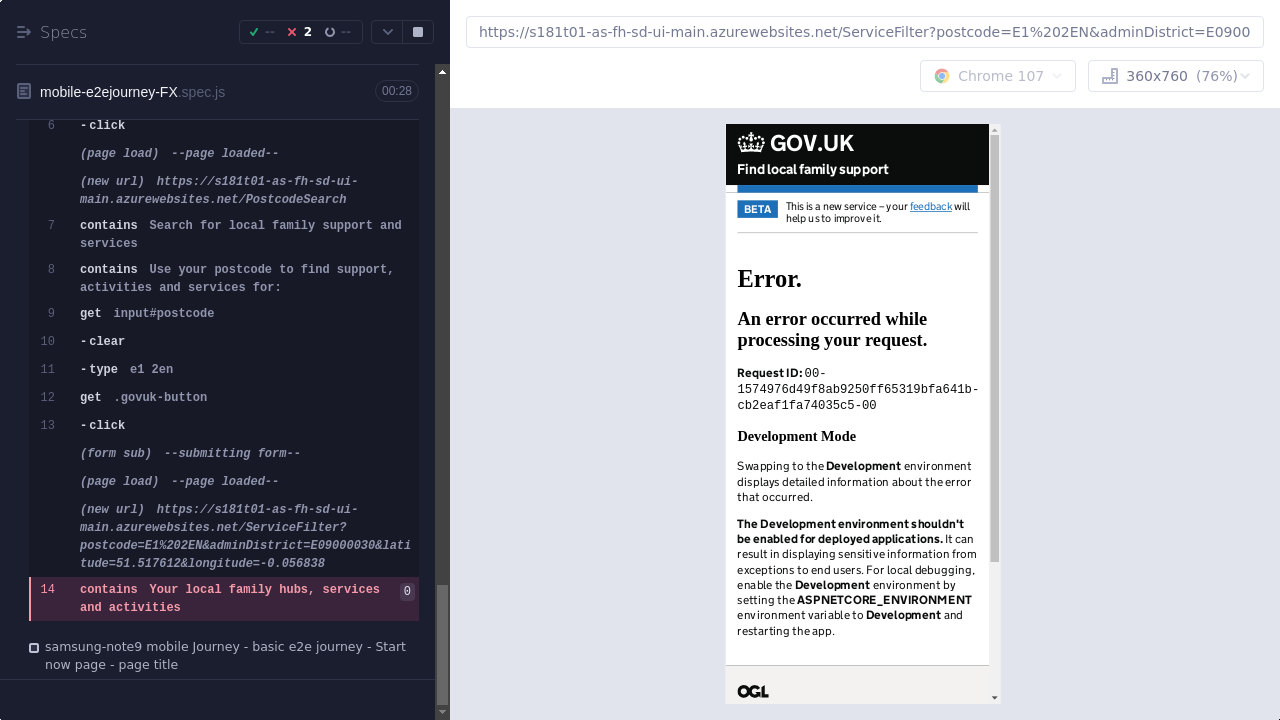 Specs
--
2
--
https://s181t01-as-fh-sd-ui-main.azurewebsites.net/ServiceFilter?postcode=E1%202EN&adminDistrict=E0900
Chrome 107
360x760 (76%)
mobile-e2ejourney-FX.spec.js
00:28
6 -click
(page load) --page loaded--
(new url) https://s181t01-as-fh-sd-ui-
main.azurewebsites.net/PostcodeSearch
7 contains Search for local family support and
services
8 contains Use your postcode to find support,
activities and services for:
9 get input#postcode
10 -clear
11 -type e1 2en
12 get .govuk-button
13 -click
(form sub) --submitting form--
(page load) --page loaded--
(new url) https://s181t01-as-fh-sd-ui-
main.azurewebsites.net/ServiceFilter?
postcode=E1%202EN&adminDistrict=E09000030&lati
tude=51.517612&longitude=-0.056838
14 contains Your local family hubs, services 0
and activities
samsung-note9 mobile Journey - basic e2e journey - Start
now page - page title
GOV.UK
Find local family support
BETA
This is a new service – your feedback will
help us to improve it.
Error.
An error occurred while
processing your request.
Request ID: 00-
1574976d49f8ab9250ff65319bfa641b-
cb2eaf1fa74035c5-00
Development Mode
Swapping to the Development environment
displays detailed information about the error
that occurred.
The Development environment shouldn't
be enabled for deployed applications. It can
result in displaying sensitive information from
exceptions to end users. For local debugging,
enable the Development environment by
setting the ASPNETCORE_ENVIRONMENT
environment variable to Development and
restarting the app.
OGL